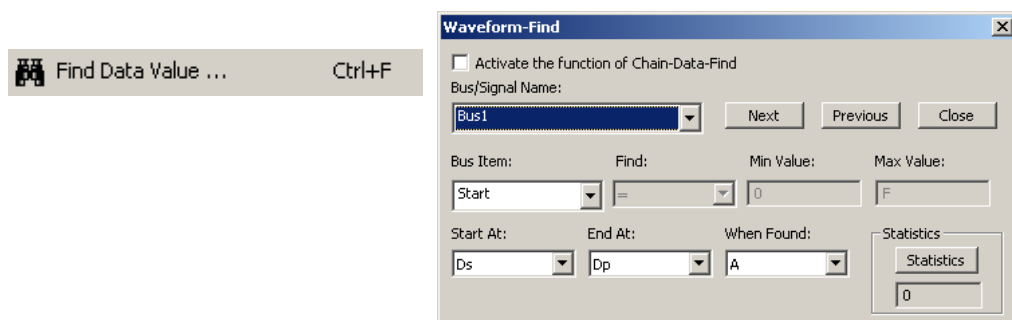 Find Data Value ... Ctrl+F
Waveform-Find
Activate the function of Chain-Data-Find
Bus/Signal Name:
Bus1
Next Previous Close
Bus Item: Find: Min Value: Max Value:
Start = 0 F
Start At: End At: When Found: Statistics
Ds Dp A Statistics
0